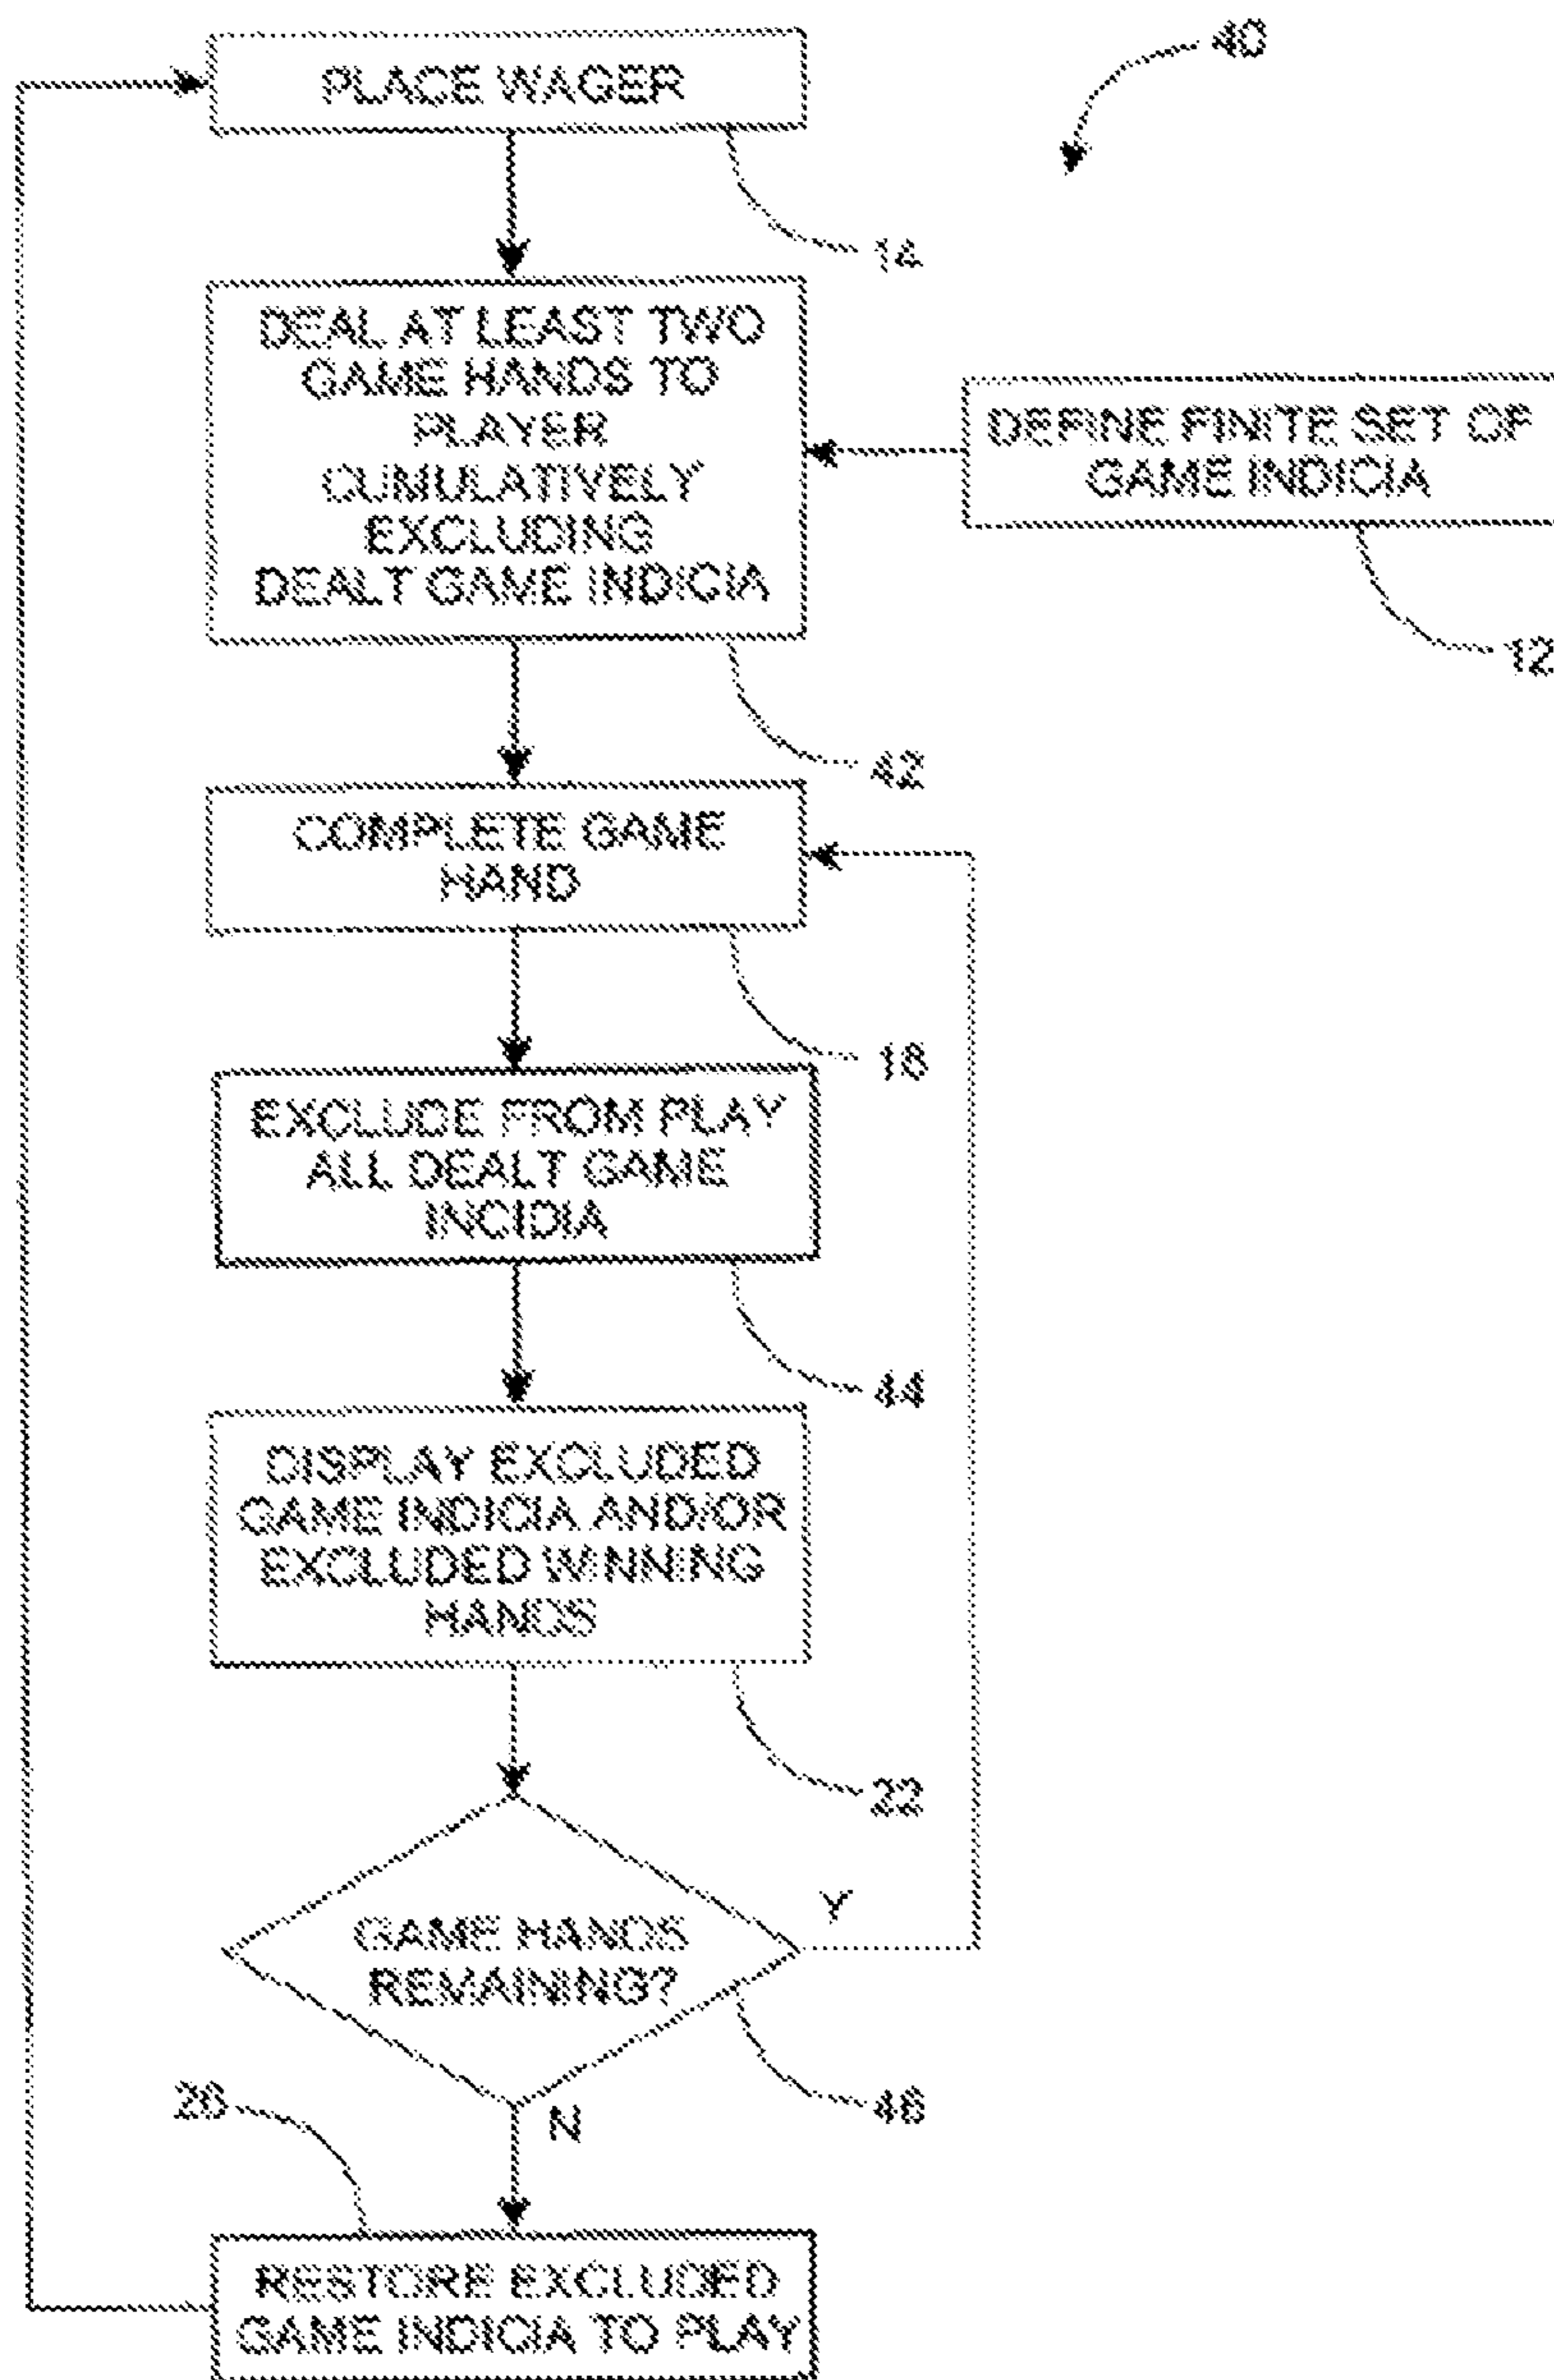 PLACE WAGER
40
14
DEAL AT LEAST TWO
GAME HANDS TO
PLAYER
CUMULATIVELY
EXCLUDING
DEALT GAME INDICIA
DEFINE FINITE SET OF
GAME INDICIA
12
42
COMPLETE GAME
HAND
18
EXCLUDE FROM PLAY
ALL DEALT GAME
INCIDIA
44
DISPLAY EXCLUDED
GAME INDICIA AND/OR
EXCLUDED WINNING
HANDS
22
Y
GAME HANDS
REMAINING?
46
26
N
RESTORE EXCLUDED
GAME INDICIA TO PLAY